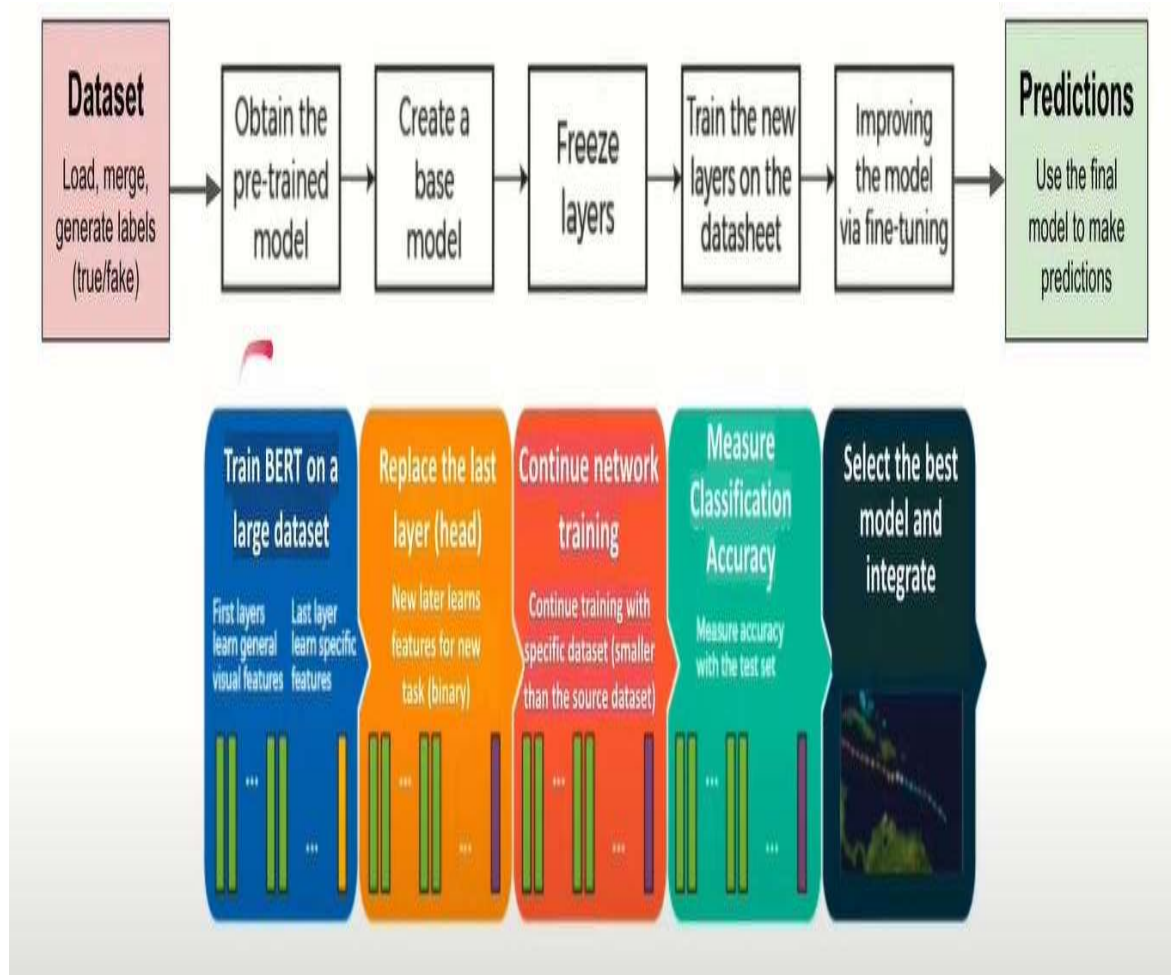 Dataset
Load, merge,
generate labels
(true/fake)
Obtain the
pre-trained
model
Create a
base
model
Freeze
layers
Train the new
layers on the
datasheet
Improving
the model
via fine-tuning
Predictions
Use the final
model to make
predictions
Train BERT on a
large dataset
First layers
learn general
visual features
Last layer
learn specific
features
...
...
Replace the last
layer (head)
New later learns
features for new
task (binary)
...
...
Continue network
training
Continue training with
specific dataset (smaller
than the source dataset)
...
...
Measure
Classification
Accuracy
Measure accuracy
with the test set
...
...
Select the best
model and
integrate